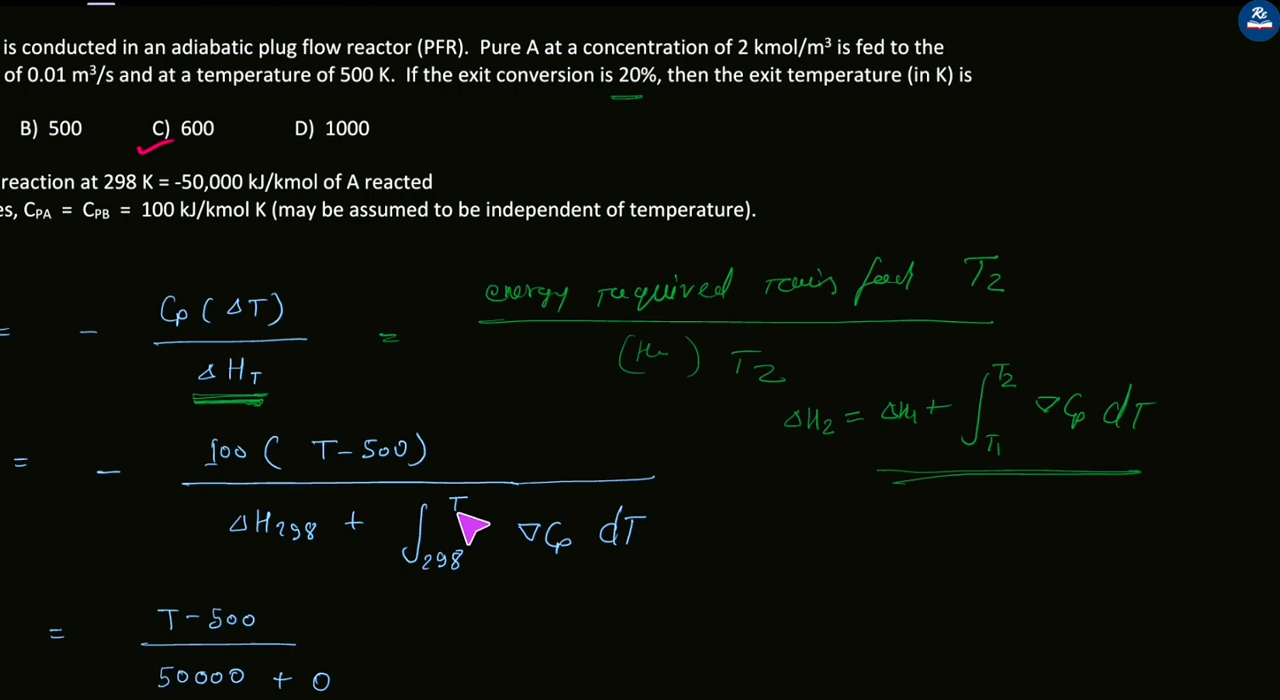 Re
is conducted in an adiabatic plug flow reactor (PFR). Pure A at a concentration of 2 kmol/m³ is fed to the
of 0.01 m³/s and at a temperature of 500 K. If the exit conversion is 20%, then the exit temperature (in K) is
B) 500 C) 600 D) 1000
reaction at 298 K = -50,000 kJ/kmol of A reacted
es, CPA = CPB = 100 kJ/kmol K (may be assumed to be independent of temperature).
= - Cp (ΔT) / ΔHT = energy required feed T2 / ( ) T2
ΔH2 = ΔH1 + ∫T1T2 ∇Cp dT
= - 100 ( T - 500) / ΔH298 + ∫298T ∇Cp dT
= T - 500 / 50000 + 0